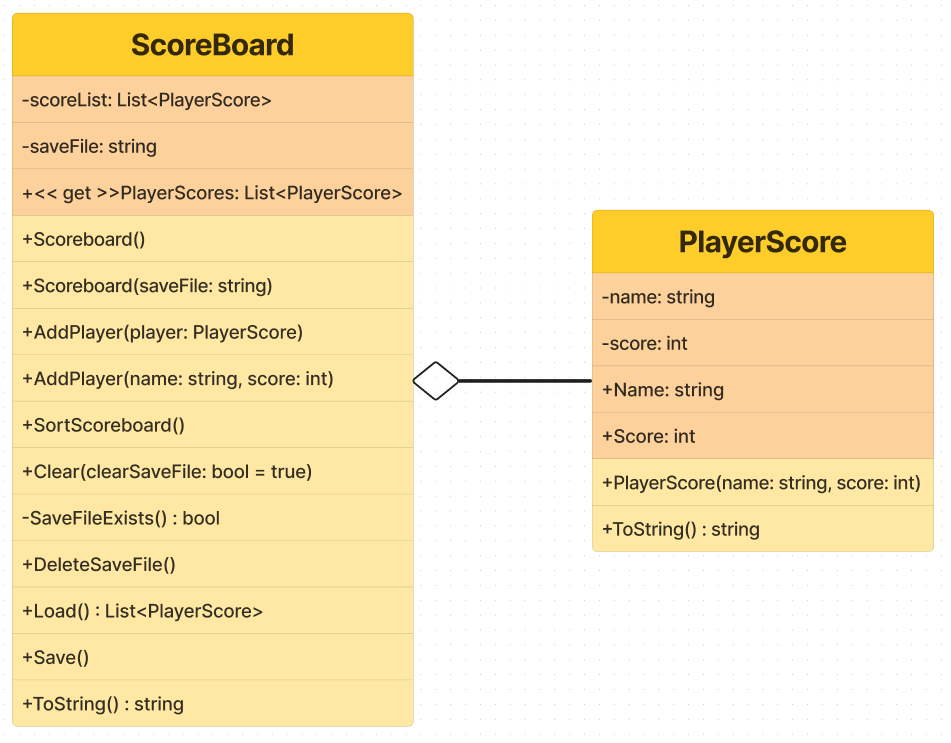 ScoreBoard
-scoreList: List<PlayerScore>
-saveFile: string
+<< get >>PlayerScores: List<PlayerScore>
+Scoreboard()
+Scoreboard(saveFile: string)
+AddPlayer(player: PlayerScore)
+AddPlayer(name: string, score: int)
+SortScoreboard()
+Clear(clearSaveFile: bool = true)
-SaveFileExists() : bool
+DeleteSaveFile()
+Load() : List<PlayerScore>
+Save()
+ToString() : string
PlayerScore
-name: string
-score: int
+Name: string
+Score: int
+PlayerScore(name: string, score: int)
+ToString() : string